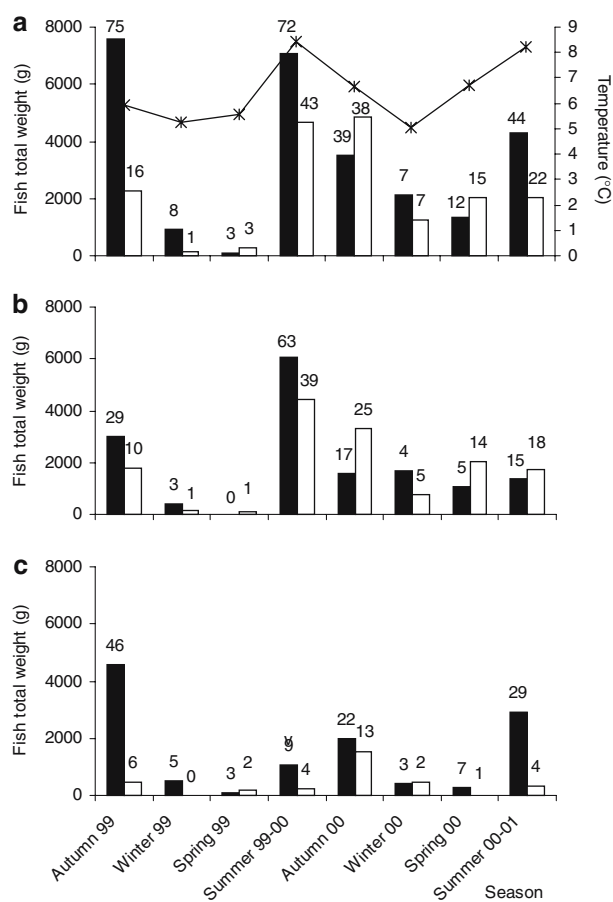 a
8000 6000 4000 2000 0
Fish total weight (g)
75 16 8 1 3 3 72 43 39 38 7 7 12 15 44 22
9 8 7 6 5 4 3 2 1 0
Temperature (°C)
b
8000 6000 4000 2000 0
Fish total weight (g)
29 10 3 1 0 1 63 39 17 25 4 5 5 14 15 18
c
8000 6000 4000 2000 0
Fish total weight (g)
46 6 5 0 3 2 9 4 22 13 3 2 7 1 29 4
Autumn 99
Winter 99
Spring 99
Summer 99-00
Autumn 00
Winter 00
Spring 00
Summer 00-01
Season